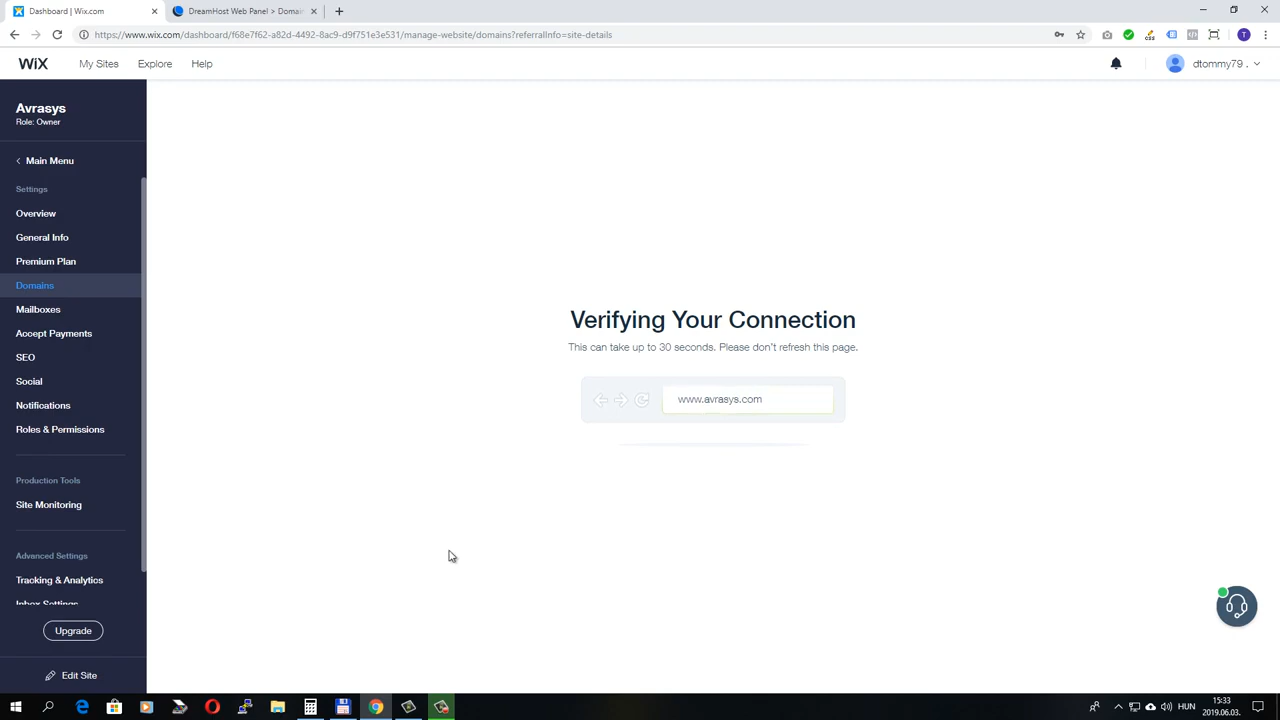 Dashboard | Wix.com
DreamHost Web Panel > Domai
https://www.wix.com/dashboard/f68e7f62-a82d-4492-8ac9-d9f751e3e531/manage-website/domains?referralInfo=site-details
WiX
My Sites
Explore
Help
dtommy79 .
Avrasys
Role: Owner
Main Menu
Settings
Overview
General Info
Premium Plan
Domains
Mailboxes
Accept Payments
SEO
Social
Notifications
Roles & Permissions
Production Tools
Site Monitoring
Advanced Settings
Tracking & Analytics
Inbox Settings
Upgrade
Edit Site
Verifying Your Connection
This can take up to 30 seconds. Please don't refresh this page.
www.avrasys.com
HUN
15:33
2019.06.03.